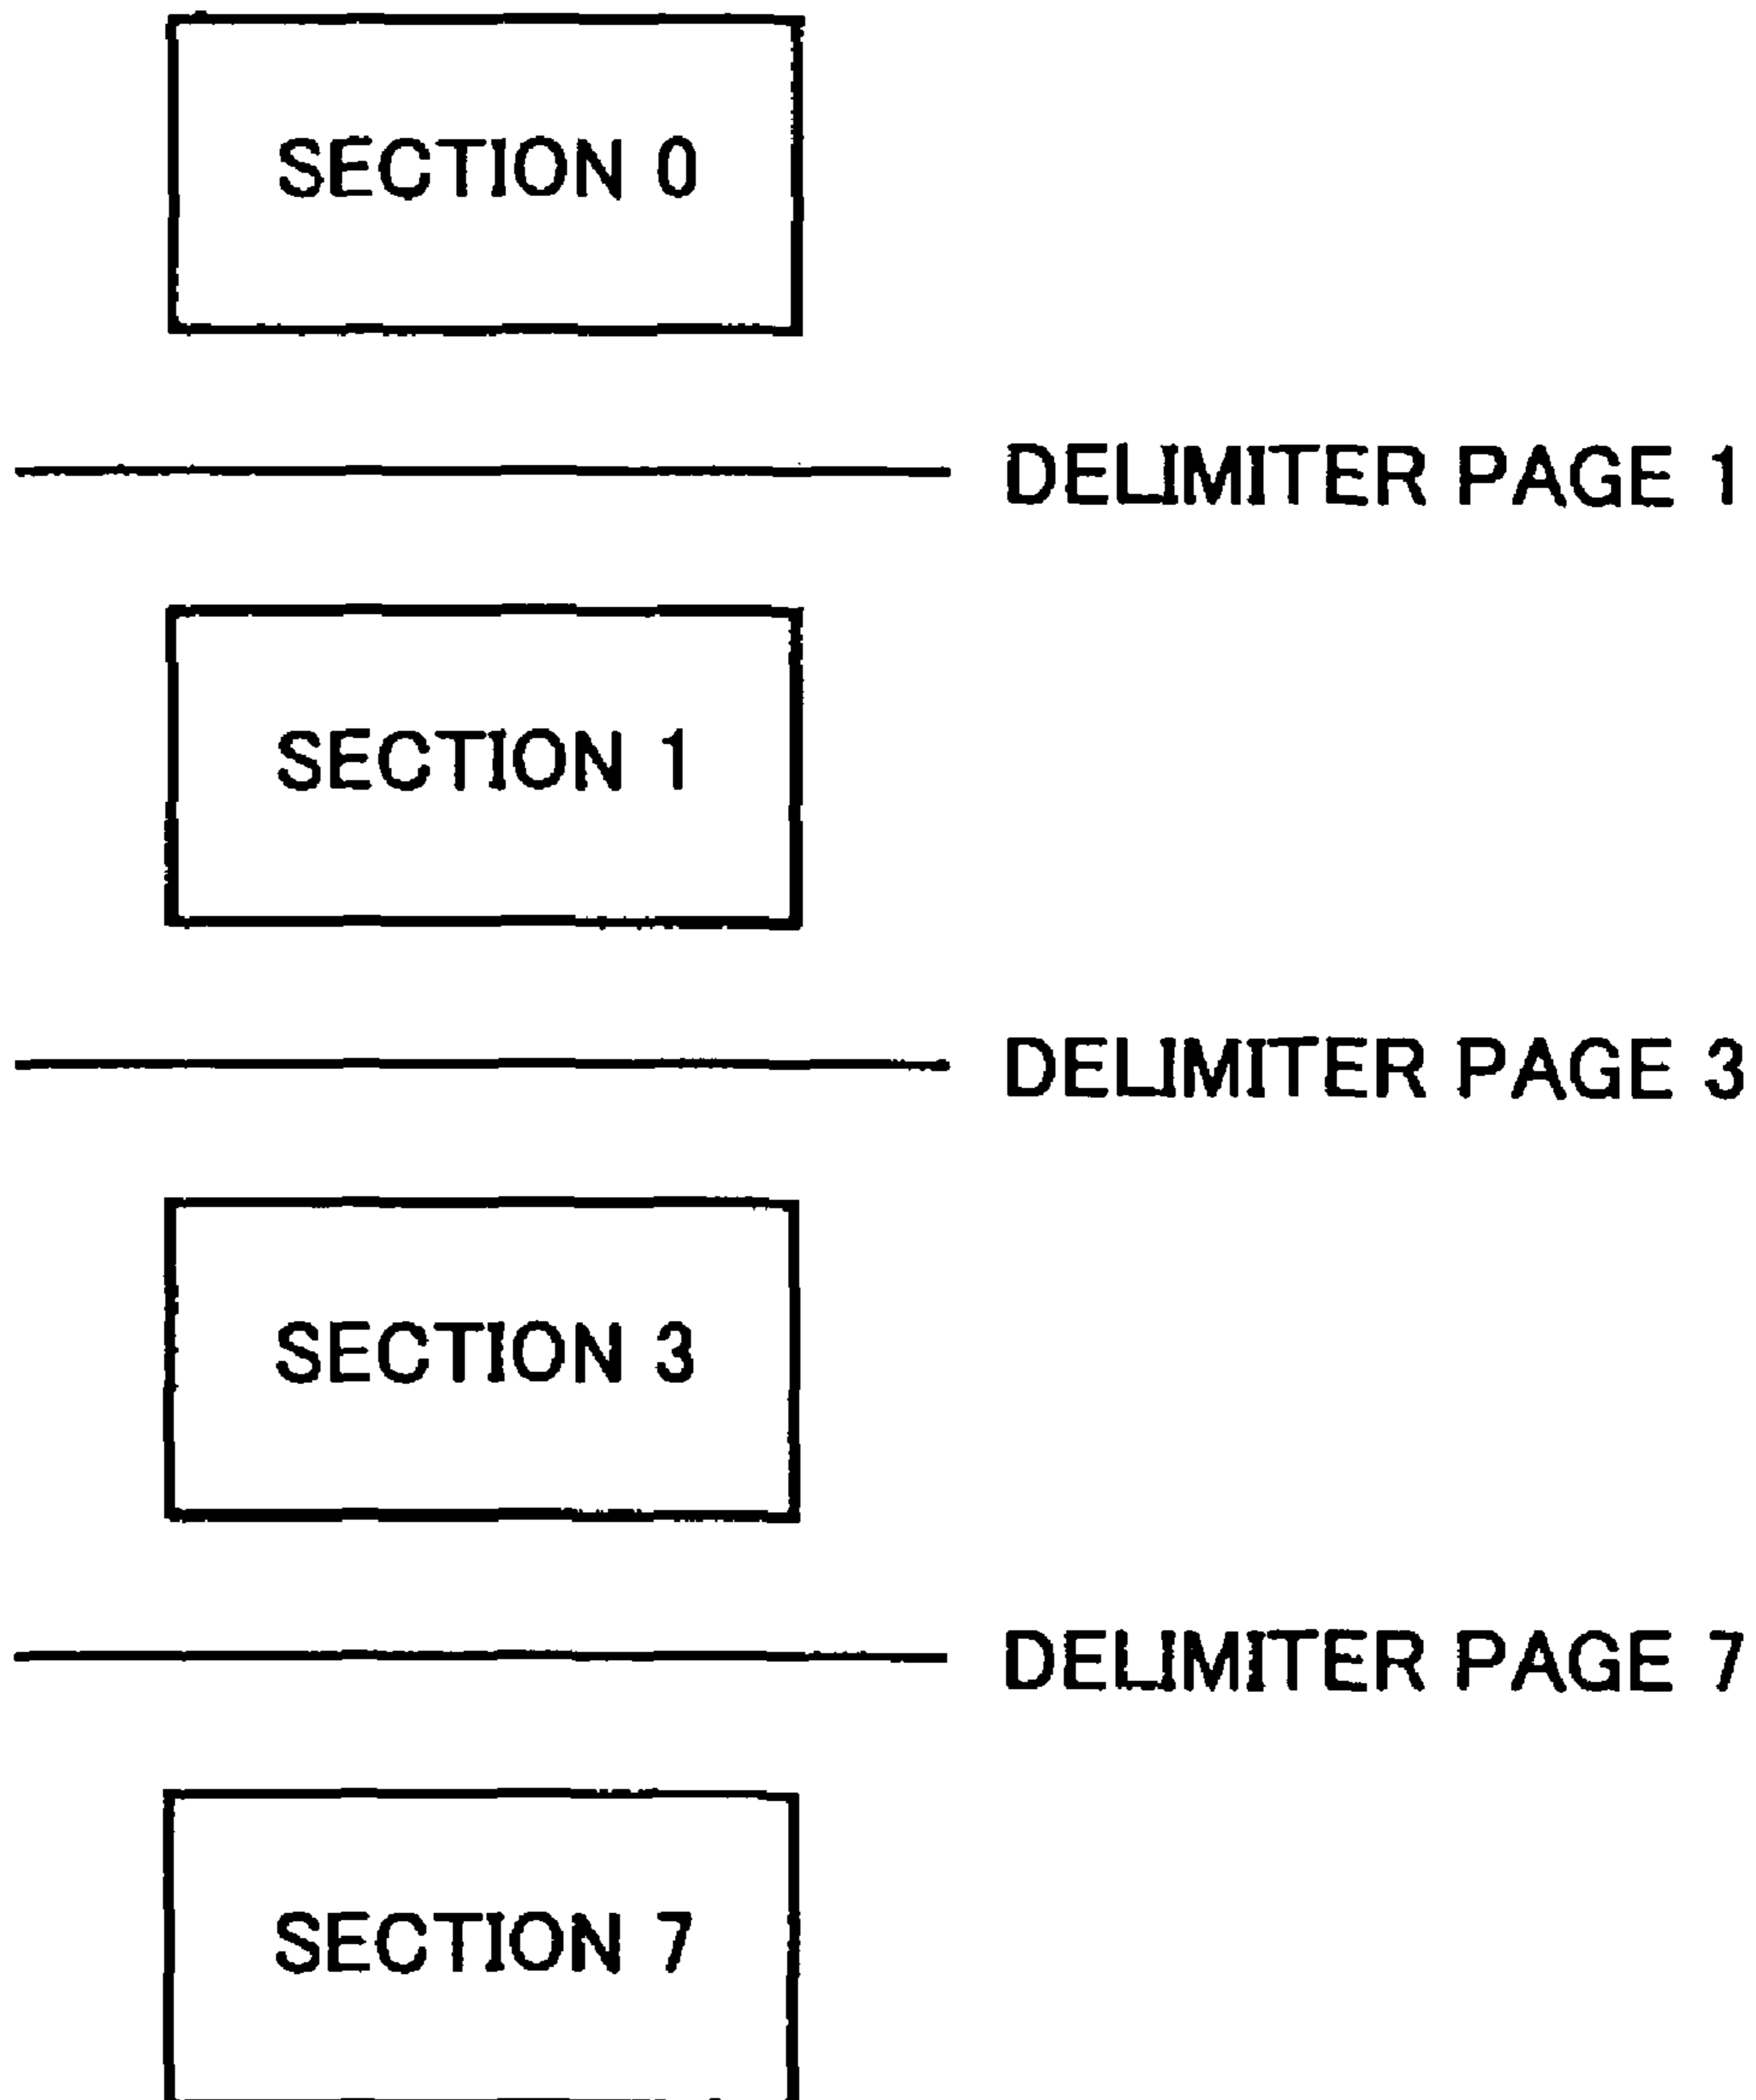 SECTION 0
DELIMITER PAGE 1
SECTION 1
DELIMITER PAGE 3
SECTION 3
DELIMITER PAGE 7
SECTION 7